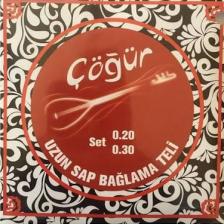 Çöğür
Set 0.20
0.30
UZUN SAP BAĞLAMA TELİ